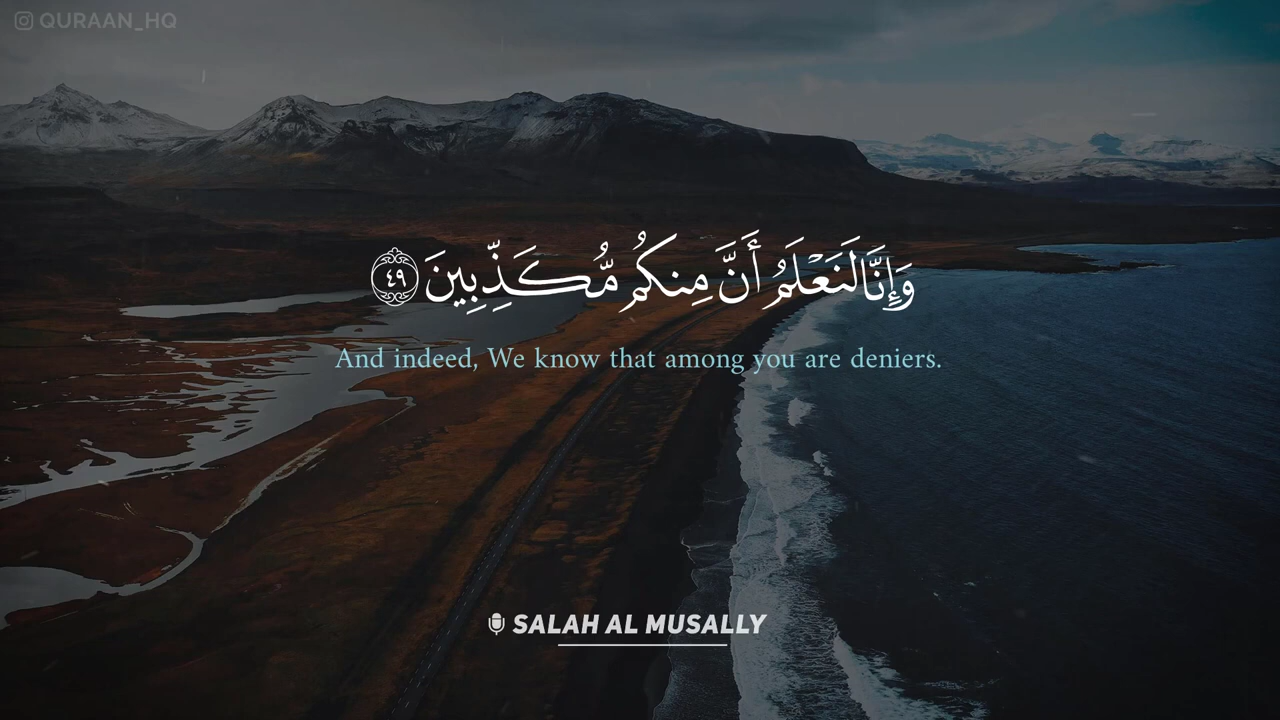 QURAAN_HQ
وَإِنَّا لَنَعْلَمُ أَنَّ مِنكُم مُّكَذِّبِينَ ٤٩
And indeed, We know that among you are deniers.
SALAH AL MUSALLY